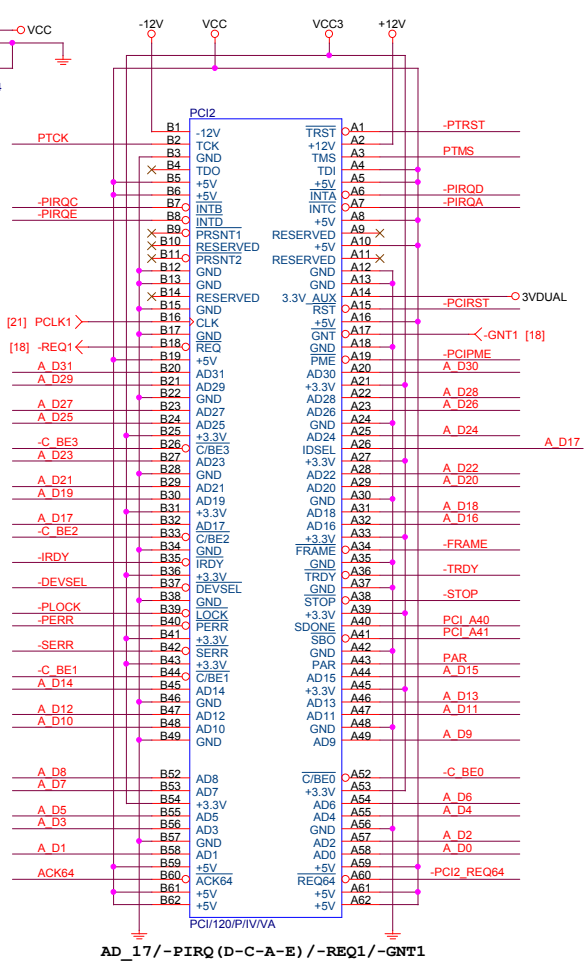 VCC
-12V VCC VCC3 +12V
PCI2
B1 -12V TRST A1 -PTRST
PTCK B2 TCK +12V A2
B3 GND TMS A3 PTMS
B4 TDO TDI A4
B5 +5V +5V A5
B6 +5V INTA A6 -PIRQD
-PIRQC B7 INTB INTC A7 -PIRQA
-PIRQE B8 INTD +5V A8
B9 PRSNT1 RESERVED A9
B10 RESERVED +5V A10
B11 PRSNT2 RESERVED A11
B12 GND GND A12
B13 GND GND A13
B14 RESERVED 3.3V_AUX A14 3VDUAL
B15 GND RST A15 -PCIRST
[21] PCLK1 B16 CLK +5V A16
B17 GND GNT A17 -GNT1 [18]
[18] -REQ1 B18 REQ GND A18
B19 +5V PME A19 -PCIPME
A_D31 B20 AD31 AD30 A20 A_D30
A_D29 B21 AD29 +3.3V A21
B22 GND AD28 A22 A_D28
A_D27 B23 AD27 AD26 A23 A_D26
A_D25 B24 AD25 GND A24
B25 +3.3V AD24 A25 A_D24
-C_BE3 B26 C/BE3 IDSEL A26 A_D17
A_D23 B27 AD23 +3.3V A27
B28 GND AD22 A28 A_D22
A_D21 B29 AD21 AD20 A29 A_D20
A_D19 B30 AD19 GND A30
B31 +3.3V AD18 A31 A_D18
A_D17 B32 AD17 AD16 A32 A_D16
-C_BE2 B33 C/BE2 +3.3V A33
B34 GND FRAME A34 -FRAME
-IRDY B35 IRDY GND A35
B36 +3.3V TRDY A36 -TRDY
-DEVSEL B37 DEVSEL GND A37
B38 GND STOP A38 -STOP
-PLOCK B39 LOCK +3.3V A39
-PERR B40 PERR SDONE A40 PCI_A40
B41 +3.3V SBO A41 PCI_A41
-SERR B42 SERR GND A42
B43 +3.3V PAR A43 PAR
-C_BE1 B44 C/BE1 AD15 A44 A_D15
A_D14 B45 AD14 +3.3V A45
B46 GND AD13 A46 A_D13
A_D12 B47 AD12 AD11 A47 A_D11
A_D10 B48 AD10 GND A48
B49 GND AD9 A49 A_D9
A_D8 B52 AD8 C/BE0 A52 -C_BE0
A_D7 B53 AD7 +3.3V A53
B54 +3.3V AD6 A54 A_D6
A_D5 B55 AD5 AD4 A55 A_D4
A_D3 B56 AD3 GND A56
B57 GND AD2 A57 A_D2
A_D1 B58 AD1 AD0 A58 A_D0
B59 +5V +5V A59
ACK64 B60 ACK64 REQ64 A60 -PCI2_REQ64
B61 +5V +5V A61
B62 +5V +5V A62
PCI/120/P/IV/VA
AD_17/-PIRQ(D-C-A-E)/-REQ1/-GNT1